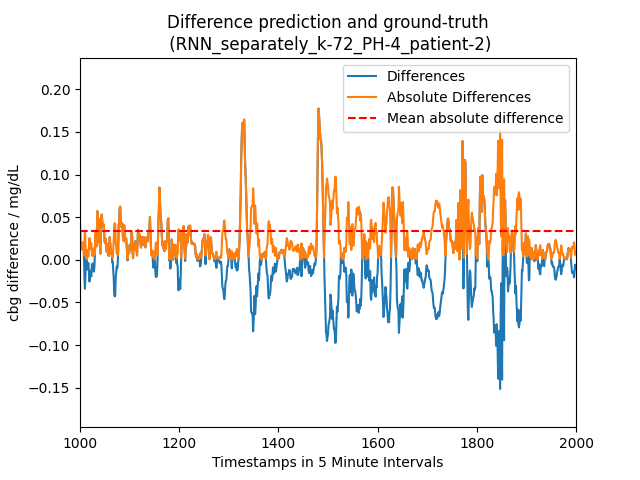 Difference prediction and ground-truth
(RNN_separately_k-72_PH-4_patient-2)
Differences
Absolute Differences
Mean absolute difference
cbg difference / mg/dL
0.20
0.15
0.10
0.05
0.00
−0.05
−0.10
−0.15
1000
1200
1400
1600
1800
2000
Timestamps in 5 Minute Intervals